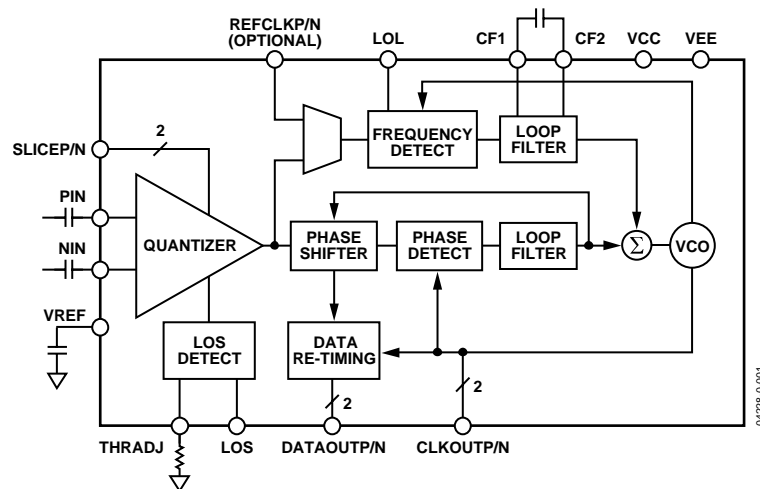 REFCLKP/N
(OPTIONAL)
LOL
CF1
CF2
VCC
VEE
SLICEP/N
2
FREQUENCY
DETECT
LOOP
FILTER
PIN
NIN
QUANTIZER
PHASE
SHIFTER
PHASE
DETECT
LOOP
FILTER
Σ
VCO
VREF
LOS
DETECT
DATA
RE-TIMING
2
2
THRADJ
LOS
DATAOUTP/N
CLKOUTP/N